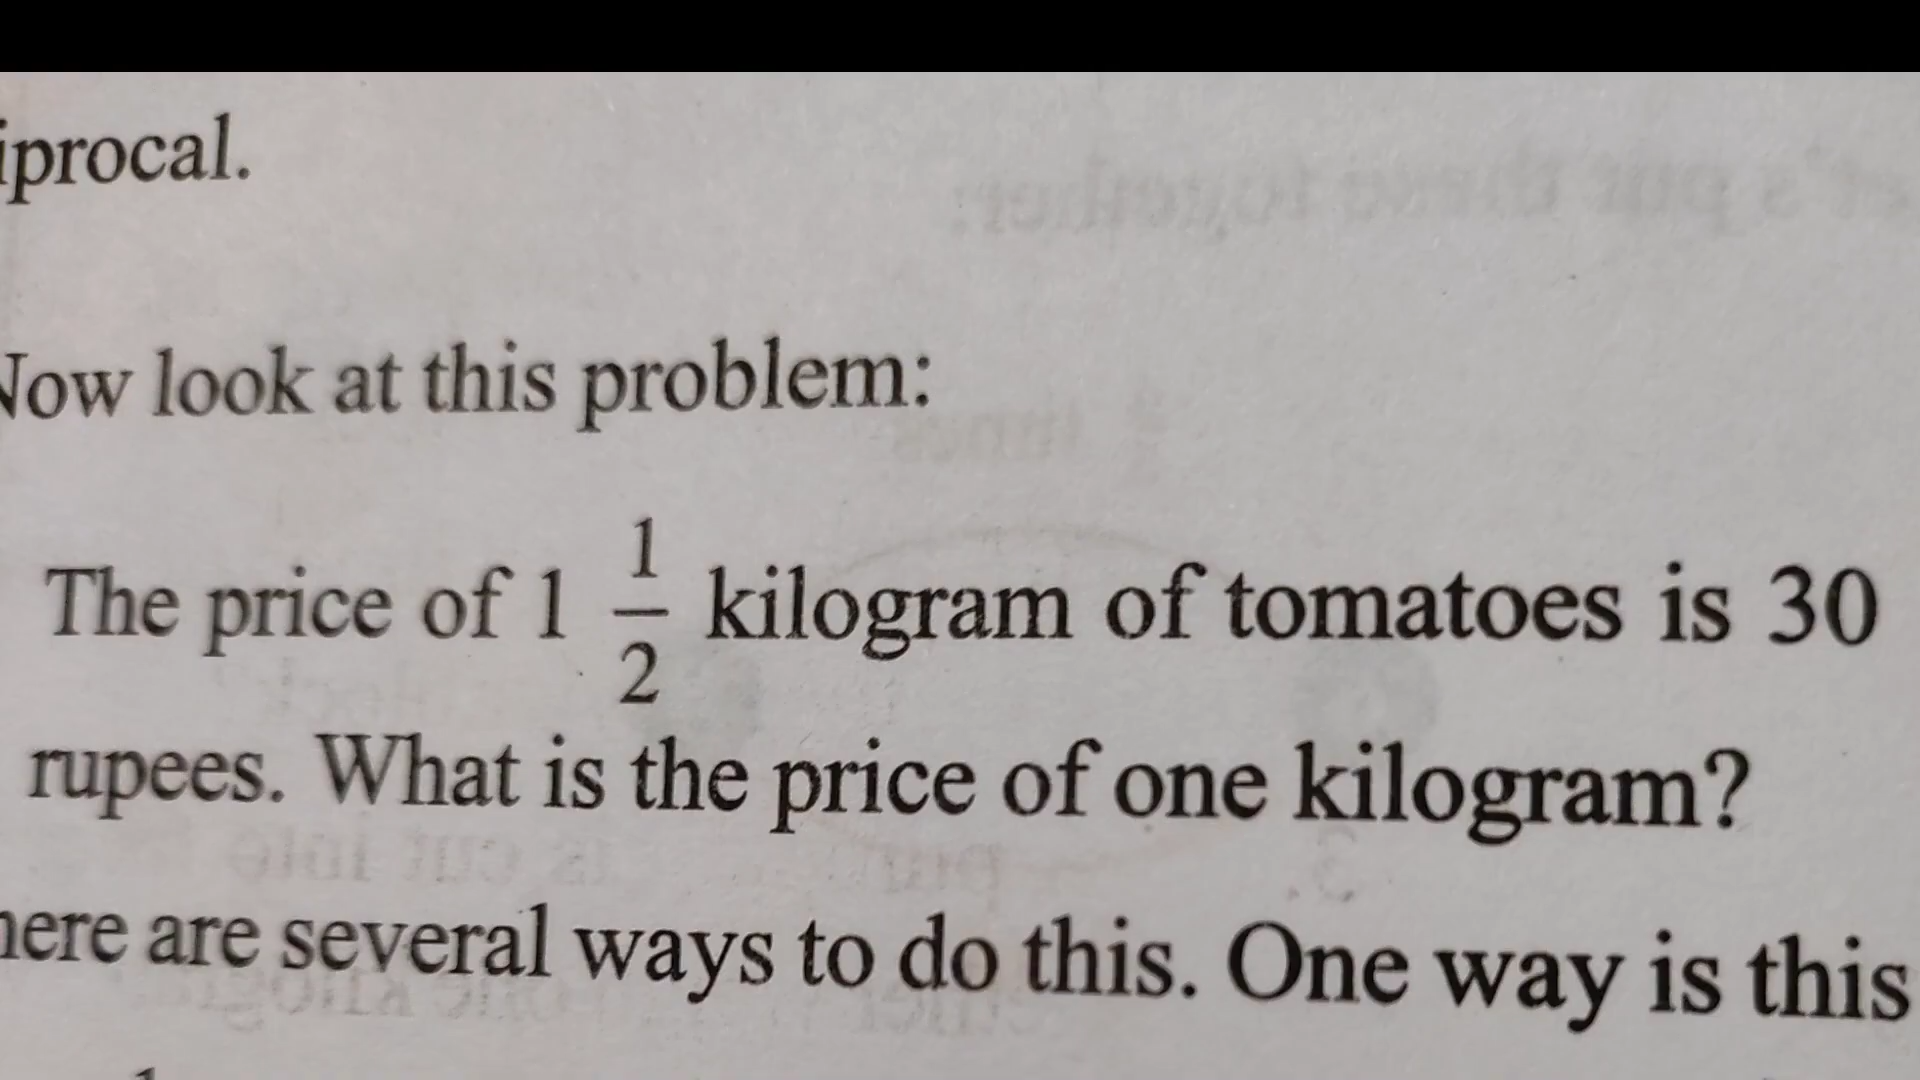 iprocal.
Now look at this problem:
The price of 1 1/2 kilogram of tomatoes is 30
rupees. What is the price of one kilogram?
here are several ways to do this. One way is this